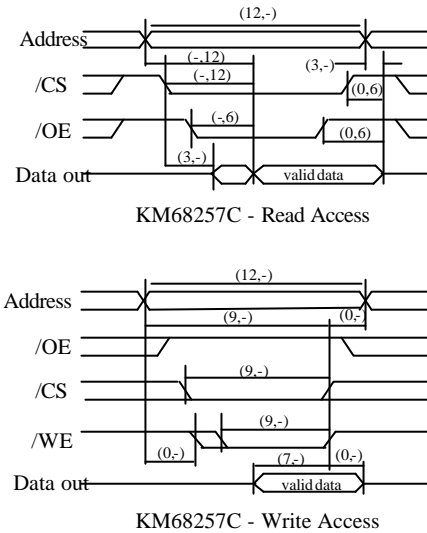 (12,-)
Address
(-,12)
(3,-)
/CS
(-,12)
(0,6)
/OE
(-,6)
(0,6)
(3,-)
Data out
valid data
KM68257C - Read Access
(12,-)
Address
(9,-)
(0,-)
/OE
/CS
(9,-)
/WE
(9,-)
(0,-)
(7,-)
(0,-)
Data out
valid data
KM68257C - Write Access